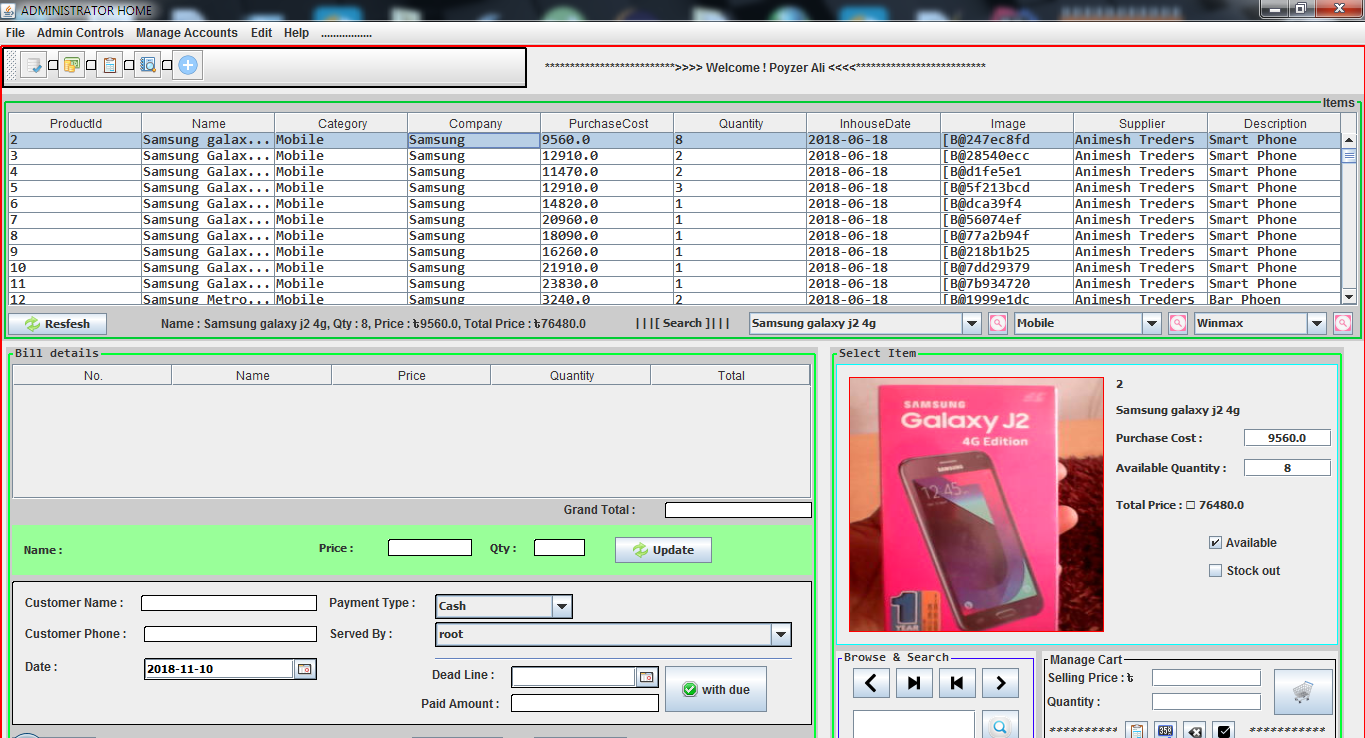 ADMINISTRATOR HOME
File Admin Controls Manage Accounts Edit Help .................
**************************>>>> Welcome ! Poyzer Ali <<<<**************************
Items
ProductId Name Category Company PurchaseCost Quantity InhouseDate Image Supplier Description
2 Samsung galax... Mobile Samsung 9560.0 8 2018-06-18 [B@247ec8fd Animesh Treders Smart Phone
3 Samsung Galax... Mobile Samsung 12910.0 2 2018-06-18 [B@28540ecc Animesh Treders Smart Phone
4 Samsung Galax... Mobile Samsung 11470.0 2 2018-06-18 [B@d1fe5e1 Animesh Treders Smart Phone
5 Samsung Galax... Mobile Samsung 12910.0 3 2018-06-18 [B@5f213bcd Animesh Treders Smart Phone
6 Samsung Galax... Mobile Samsung 14820.0 1 2018-06-18 [B@dca39f4 Animesh Treders Smart Phone
7 Samsung Galax... Mobile Samsung 20960.0 1 2018-06-18 [B@56074ef Animesh Treders Smart Phone
8 Samsung Galax... Mobile Samsung 18090.0 1 2018-06-18 [B@77a2b94f Animesh Treders Smart Phone
9 Samsung Galax... Mobile Samsung 16260.0 1 2018-06-18 [B@218b1b25 Animesh Treders Smart Phone
10 Samsung Galax... Mobile Samsung 21910.0 1 2018-06-18 [B@7dd29379 Animesh Treders Smart Phone
11 Samsung Galax... Mobile Samsung 23830.0 1 2018-06-18 [B@7b934720 Animesh Treders Smart Phone
12 Samsung Metro... Mobile Samsung 3240.0 2 2018-06-18 [B@1999e1dc Animesh Treders Bar Phoen
Resfesh Name : Samsung galaxy j2 4g, Qty : 8, Price : ৳9560.0, Total Price : ৳76480.0 |||[ Search ]||| Samsung galaxy j2 4g Mobile Winmax
Bill details
No. Name Price Quantity Total
Grand Total :
Name : Price : Qty : Update
Customer Name : Payment Type : Cash
Customer Phone : Served By : root
Date : 2018-11-10
Dead Line : with due
Paid Amount :
Select Item
SAMSUNG
Galaxy J2
4G Edition
12:45
1
YEAR
2
Samsung galaxy j2 4g
Purchase Cost : 9560.0
Available Quantity : 8
Total Price : □ 76480.0
Available
Stock out
Browse & Search
Manage Cart
Selling Price : ৳
Quantity :
*********** ************